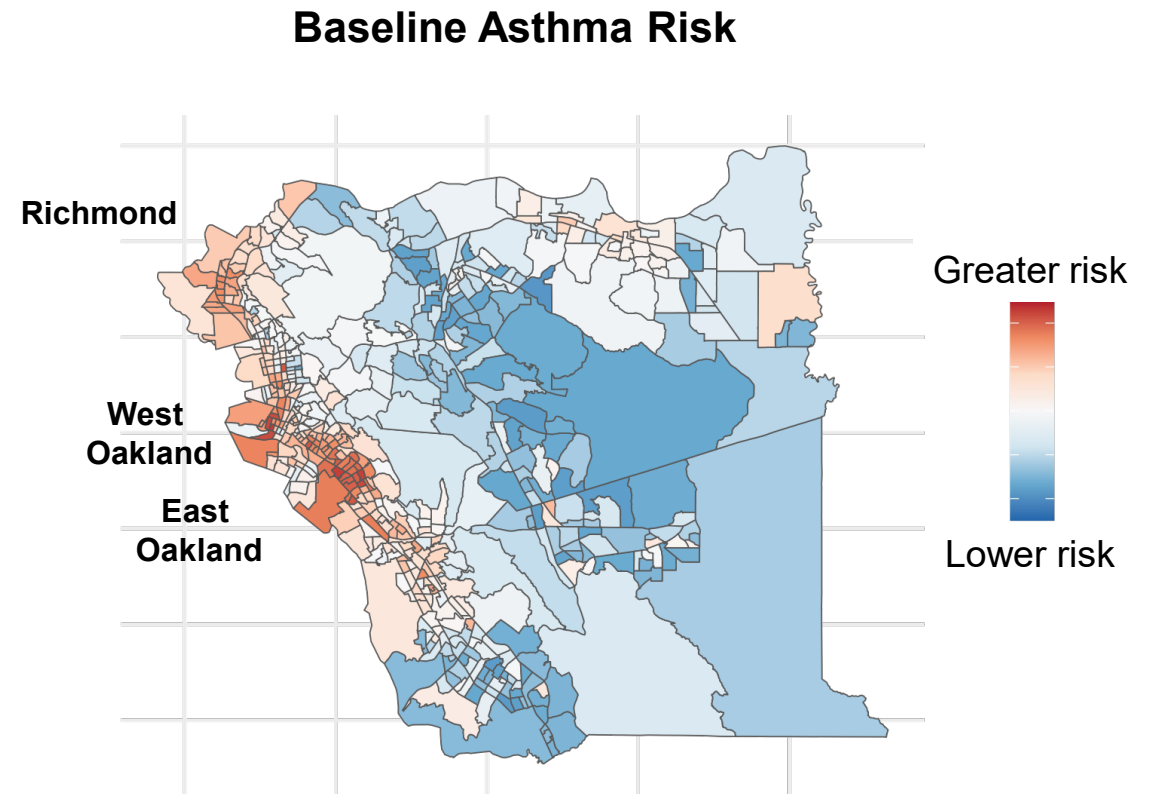 Baseline Asthma Risk
Richmond
West
Oakland
East
Oakland
Greater risk
Lower risk